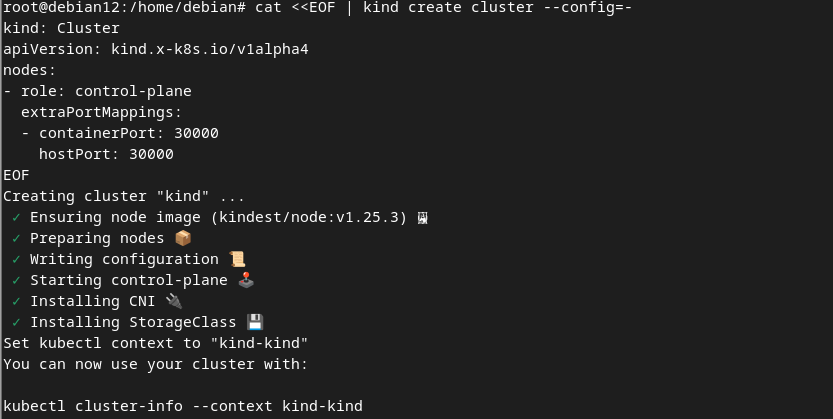 root@debian12:/home/debian# cat <<EOF | kind create cluster --config=-
kind: Cluster
apiVersion: kind.x-k8s.io/v1alpha4
nodes:
- role: control-plane
  extraPortMappings:
  - containerPort: 30000
    hostPort: 30000
EOF
Creating cluster "kind" ...
 ✓ Ensuring node image (kindest/node:v1.25.3) 🖼
 ✓ Preparing nodes 📦
 ✓ Writing configuration 📜
 ✓ Starting control-plane 🕹️
 ✓ Installing CNI 🔌
 ✓ Installing StorageClass 💾
Set kubectl context to "kind-kind"
You can now use your cluster with:

kubectl cluster-info --context kind-kind